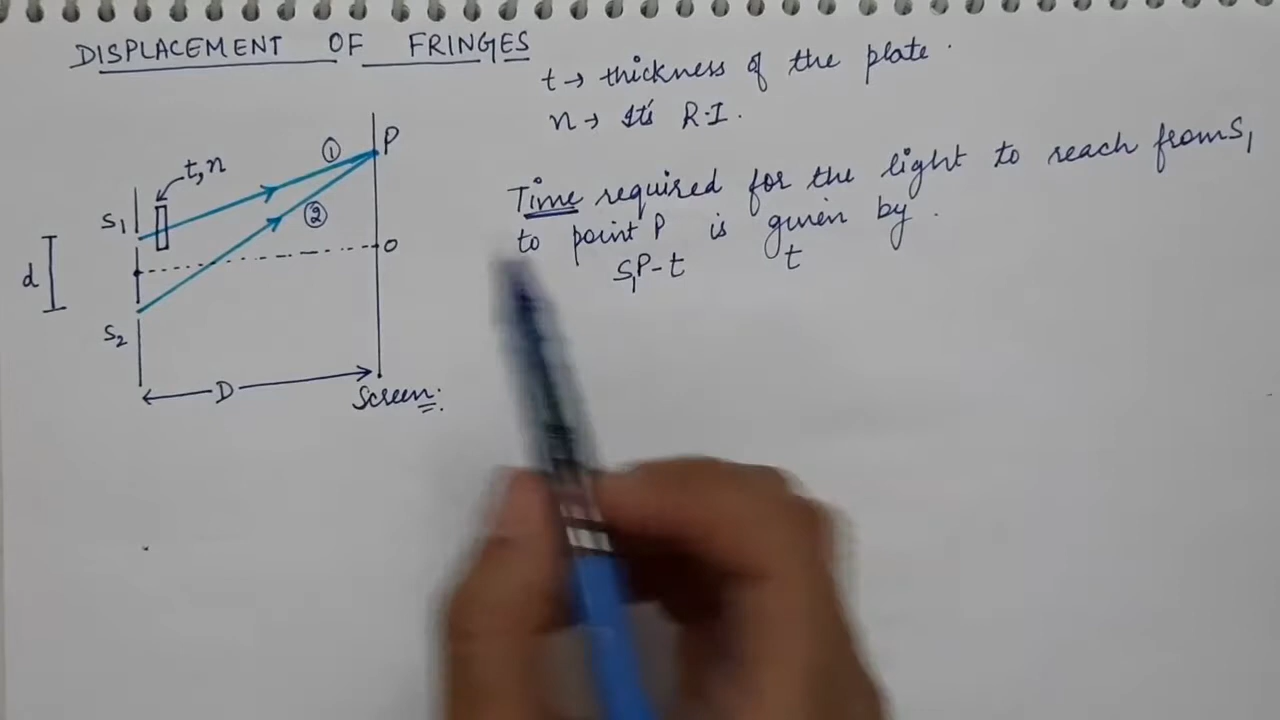 DISPLACEMENT OF FRINGES
t → thickness of the plate.
n → It's R.I.
Time required for the light to reach from S₁
to point P is given by.
S₁P-t t
① P
t,n
②
S₁
O
d
S₂
D
Screen: